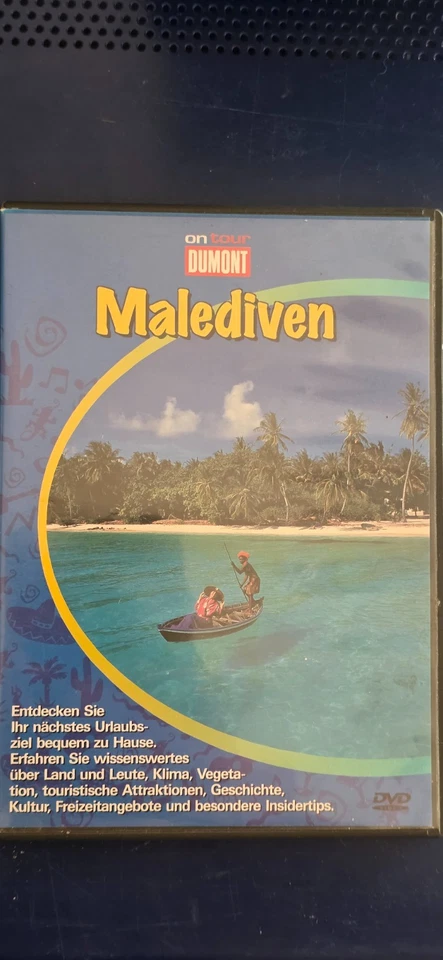 on tour
DUMONT
Malediven
Entdecken Sie
Ihr nächstes Urlaubs-
ziel bequem zu Hause.
Erfahren Sie wissenswertes
über Land und Leute, Klima, Vegeta-
tion, touristische Attraktionen, Geschichte,
Kultur, Freizeitangebote und besondere Insidertips.
DVD